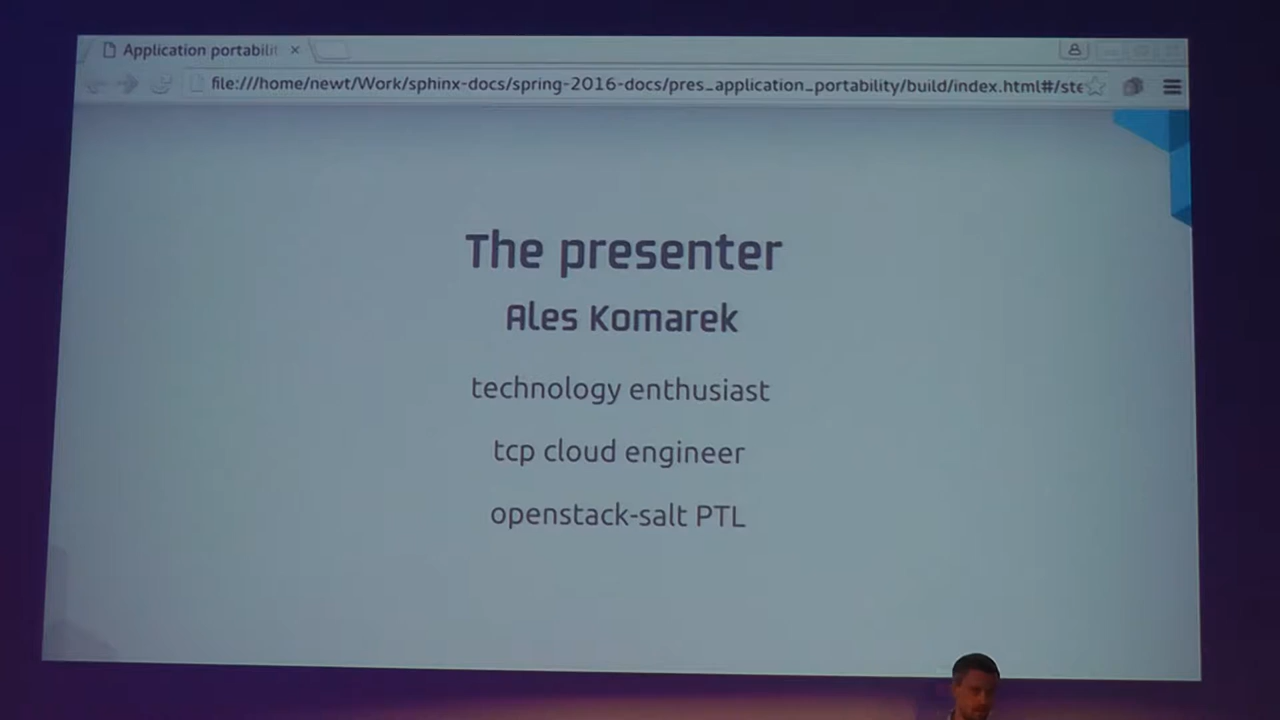 Application portabilit
file:///home/newt/Work/sphinx-docs/spring-2016-docs/pres_application_portability/build/index.html#/ste
The presenter
Ales Komarek
technology enthusiast
tcp cloud engineer
openstack-salt PTL